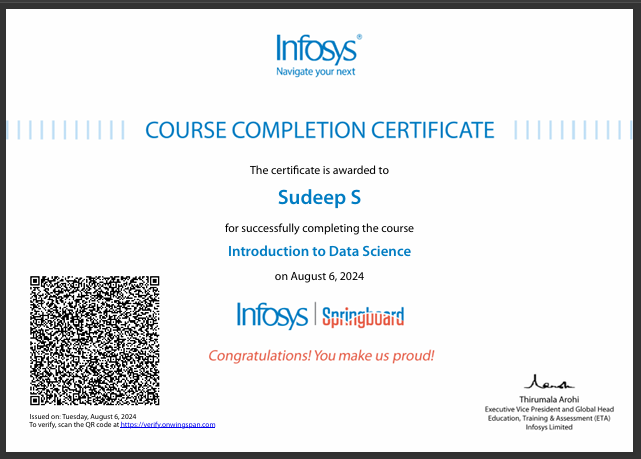 Infosys®
Navigate your next
COURSE COMPLETION CERTIFICATE
The certificate is awarded to
Sudeep S
for successfully completing the course
Introduction to Data Science
on August 6, 2024
Infosys | Springboard
Congratulations! You make us proud!
Issued on: Tuesday, August 6, 2024
To verify, scan the QR code at https://verify.onwingspan.com
Thirumala Arohi
Executive Vice President and Global Head
Education, Training & Assessment (ETA)
Infosys Limited